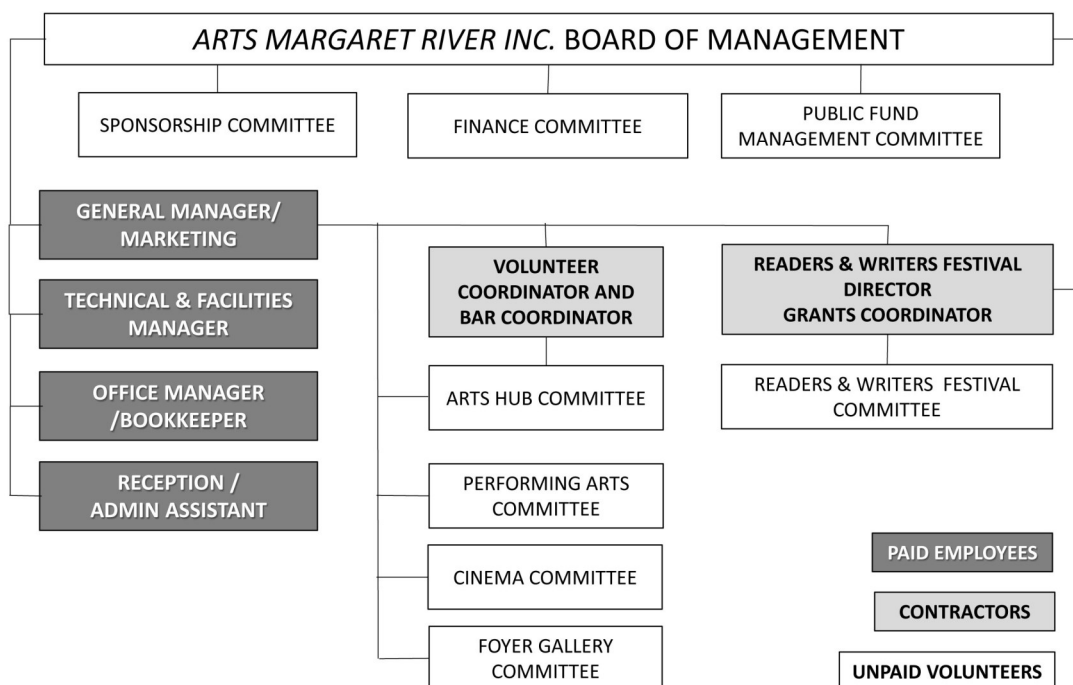 ARTS MARGARET RIVER INC. BOARD OF MANAGEMENT
SPONSORSHIP COMMITTEE
FINANCE COMMITTEE
PUBLIC FUND
MANAGEMENT COMMITTEE
GENERAL MANAGER/
MARKETING
TECHNICAL & FACILITIES
MANAGER
OFFICE MANAGER
/BOOKKEEPER
RECEPTION /
ADMIN ASSISTANT
VOLUNTEER
COORDINATOR AND
BAR COORDINATOR
ARTS HUB COMMITTEE
PERFORMING ARTS
COMMITTEE
CINEMA COMMITTEE
FOYER GALLERY
COMMITTEE
READERS & WRITERS FESTIVAL
DIRECTOR
GRANTS COORDINATOR
READERS & WRITERS FESTIVAL
COMMITTEE
PAID EMPLOYEES
CONTRACTORS
UNPAID VOLUNTEERS